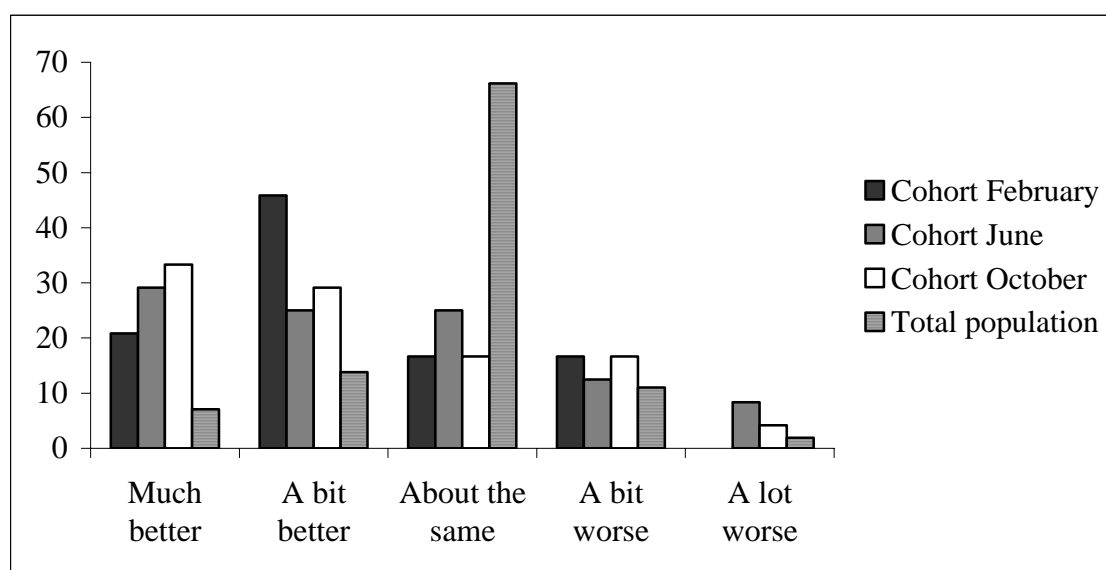 70
60
50
40
30
20
10
0
Much better
A bit better
About the same
A bit worse
A lot worse
Cohort February
Cohort June
Cohort October
Total population